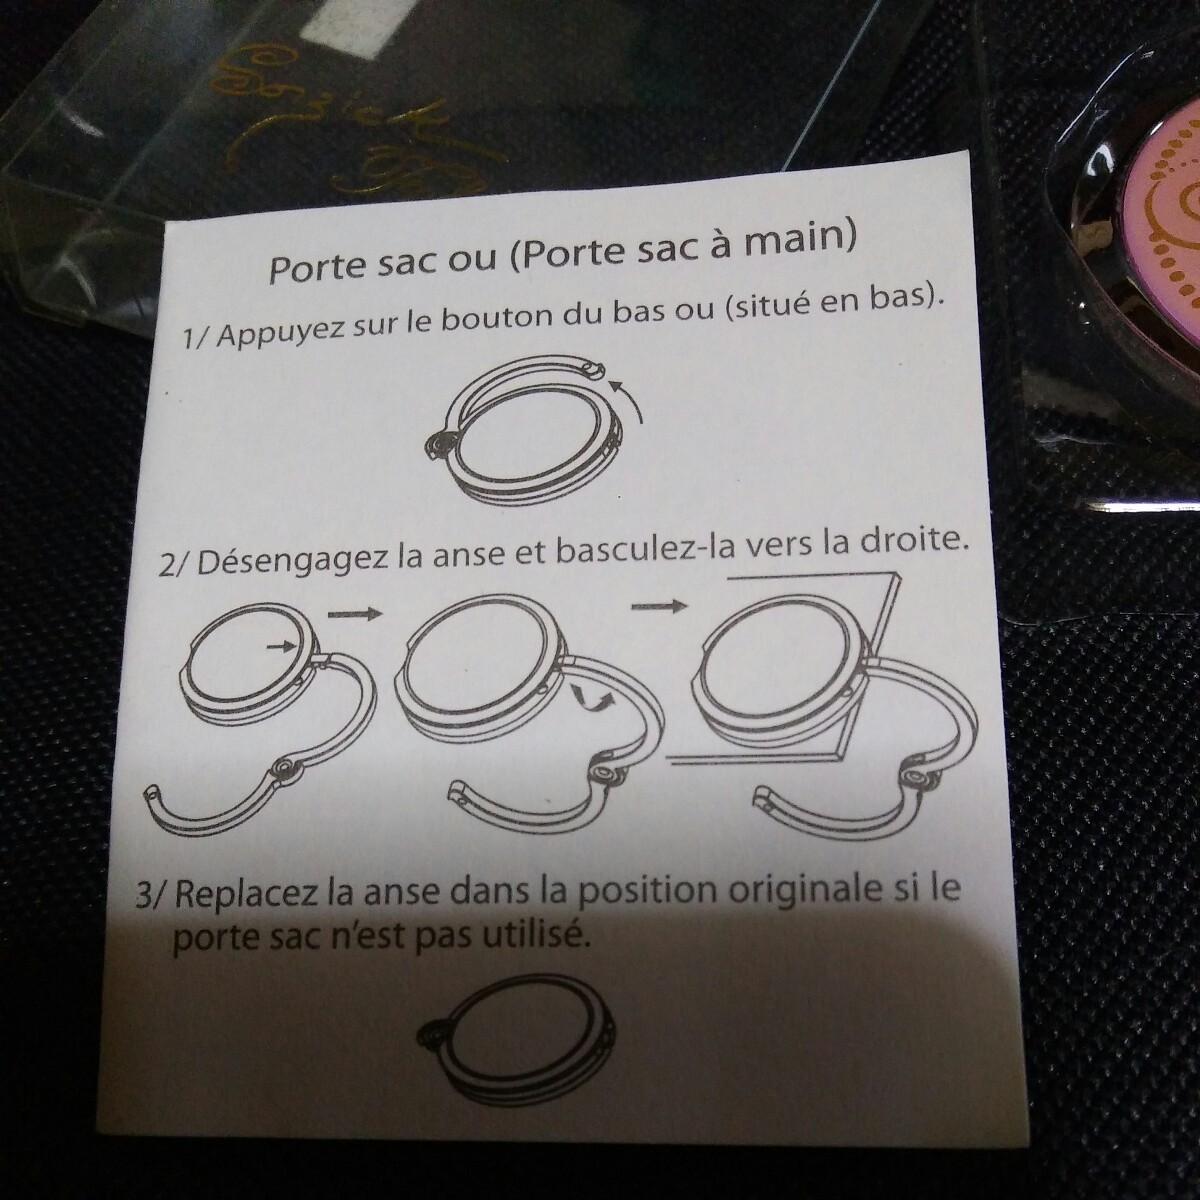 Porte sac ou (Porte sac à main)
1/ Appuyez sur le bouton du bas ou (situé en bas).
2/ Désengagez la anse et basculez-la vers la droite.
3/ Replacez la anse dans la position originale si le
porte sac n'est pas utilisé.